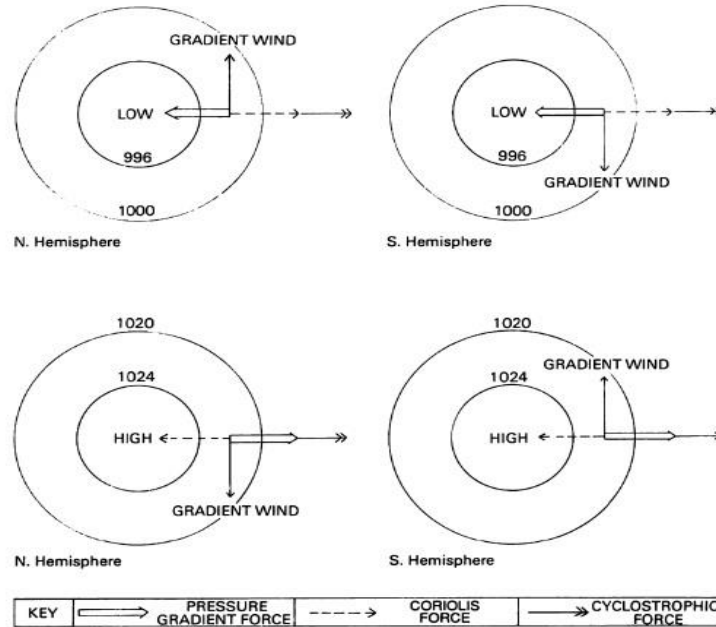 GRADIENT WIND
LOW
996
1000
N. Hemisphere
LOW
996
GRADIENT WIND
1000
S. Hemisphere
1020
1024
HIGH
GRADIENT WIND
N. Hemisphere
1020
GRADIENT WIND
1024
HIGH
S. Hemisphere
KEY
PRESSURE
GRADIENT FORCE
CORIOLIS
FORCE
CYCLOSTROPHIC
FORCE